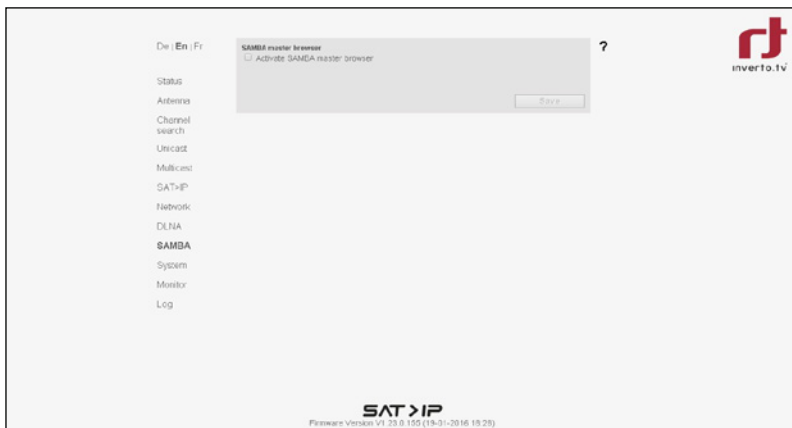 De | En | Fr
Status
Antenna
Channel
search
Unicast
Multicast
SAT>IP
Network
DLNA
SAMBA
System
Monitor
Log
SAMBA master browser
Activate SAMBA master browser
Save
?
inverto.tv
SAT>IP
Firmware Version V1.23.0.155 (19-01-2016 18:28)